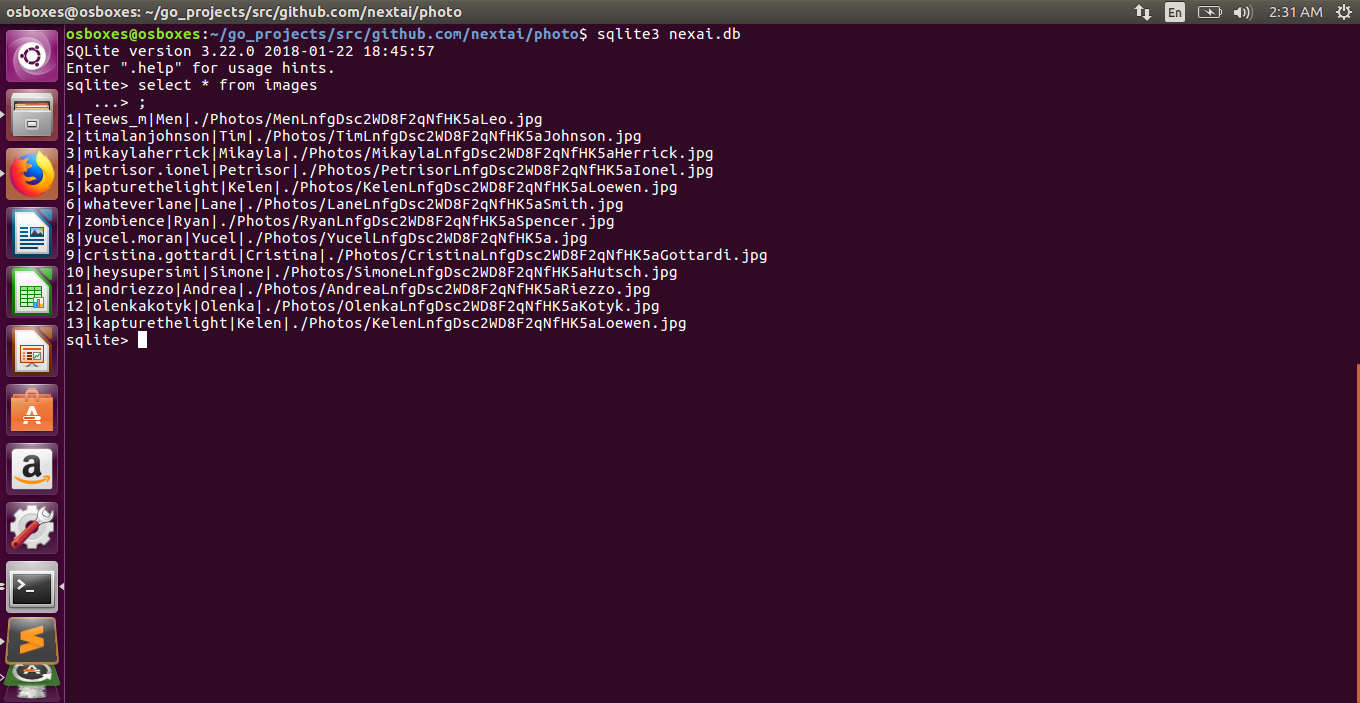 osboxes@osboxes: ~/go_projects/src/github.com/nextai/photo
En
2:31 AM
osboxes@osboxes:~/go_projects/src/github.com/nextai/photo$ sqlite3 nexai.db
SQLite version 3.22.0 2018-01-22 18:45:57
Enter ".help" for usage hints.
sqlite> select * from images
   ...> ;
1|Teews_m|Men|./Photos/MenLnfgDsc2WD8F2qNfHK5aLeo.jpg
2|timalanjohnson|Tim|./Photos/TimLnfgDsc2WD8F2qNfHK5aJohnson.jpg
3|mikaylaherrick|Mikayla|./Photos/MikaylaLnfgDsc2WD8F2qNfHK5aHerrick.jpg
4|petrisor.ionel|Petrisor|./Photos/PetrisorLnfgDsc2WD8F2qNfHK5aIonel.jpg
5|kapturethelight|Kelen|./Photos/KelenLnfgDsc2WD8F2qNfHK5aLoewen.jpg
6|whateverlane|Lane|./Photos/LaneLnfgDsc2WD8F2qNfHK5aSmith.jpg
7|zombience|Ryan|./Photos/RyanLnfgDsc2WD8F2qNfHK5aSpencer.jpg
8|yucel.moran|Yucel|./Photos/YucelLnfgDsc2WD8F2qNfHK5a.jpg
9|cristina.gottardi|Cristina|./Photos/CristinaLnfgDsc2WD8F2qNfHK5aGottardi.jpg
10|heysupersimi|Simone|./Photos/SimoneLnfgDsc2WD8F2qNfHK5aHutsch.jpg
11|andriezzo|Andrea|./Photos/AndreaLnfgDsc2WD8F2qNfHK5aRiezzo.jpg
12|olenkakotyk|Olenka|./Photos/OlenkaLnfgDsc2WD8F2qNfHK5aKotyk.jpg
13|kapturethelight|Kelen|./Photos/KelenLnfgDsc2WD8F2qNfHK5aLoewen.jpg
sqlite>